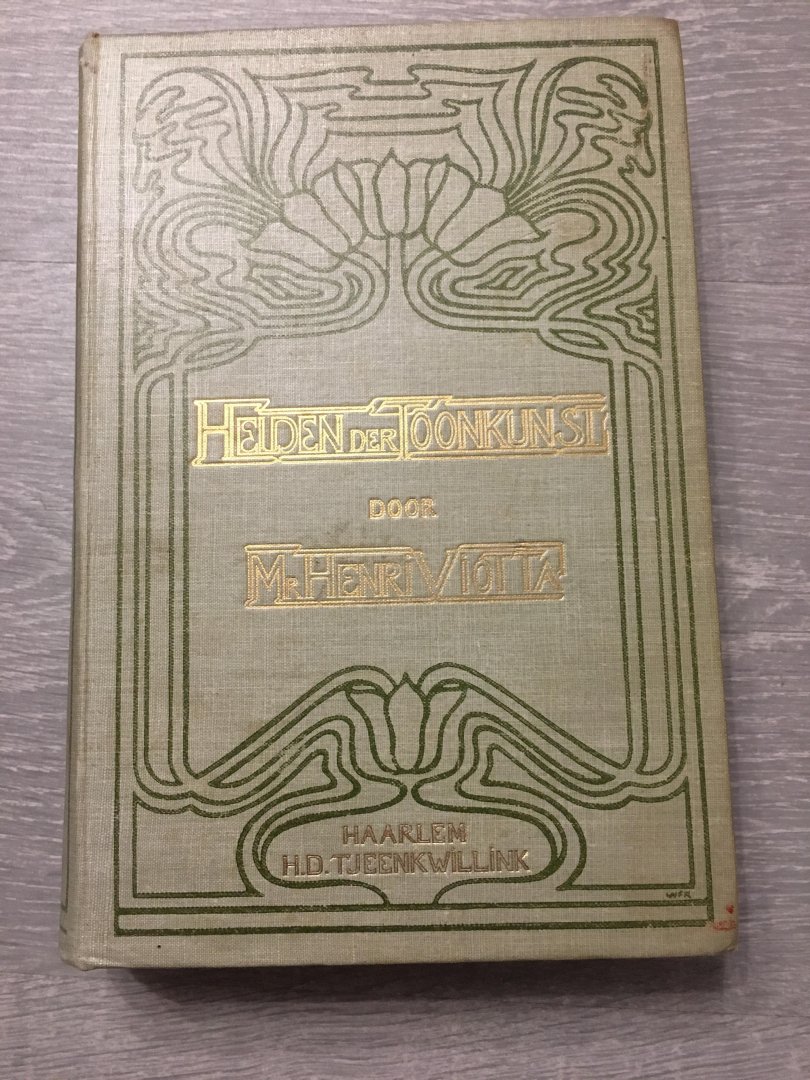 HELDEN DER TOONKUNST
DOOR
MR. HENRI VIOTTA
HAARLEM
H.D. TJEENK WILLINK